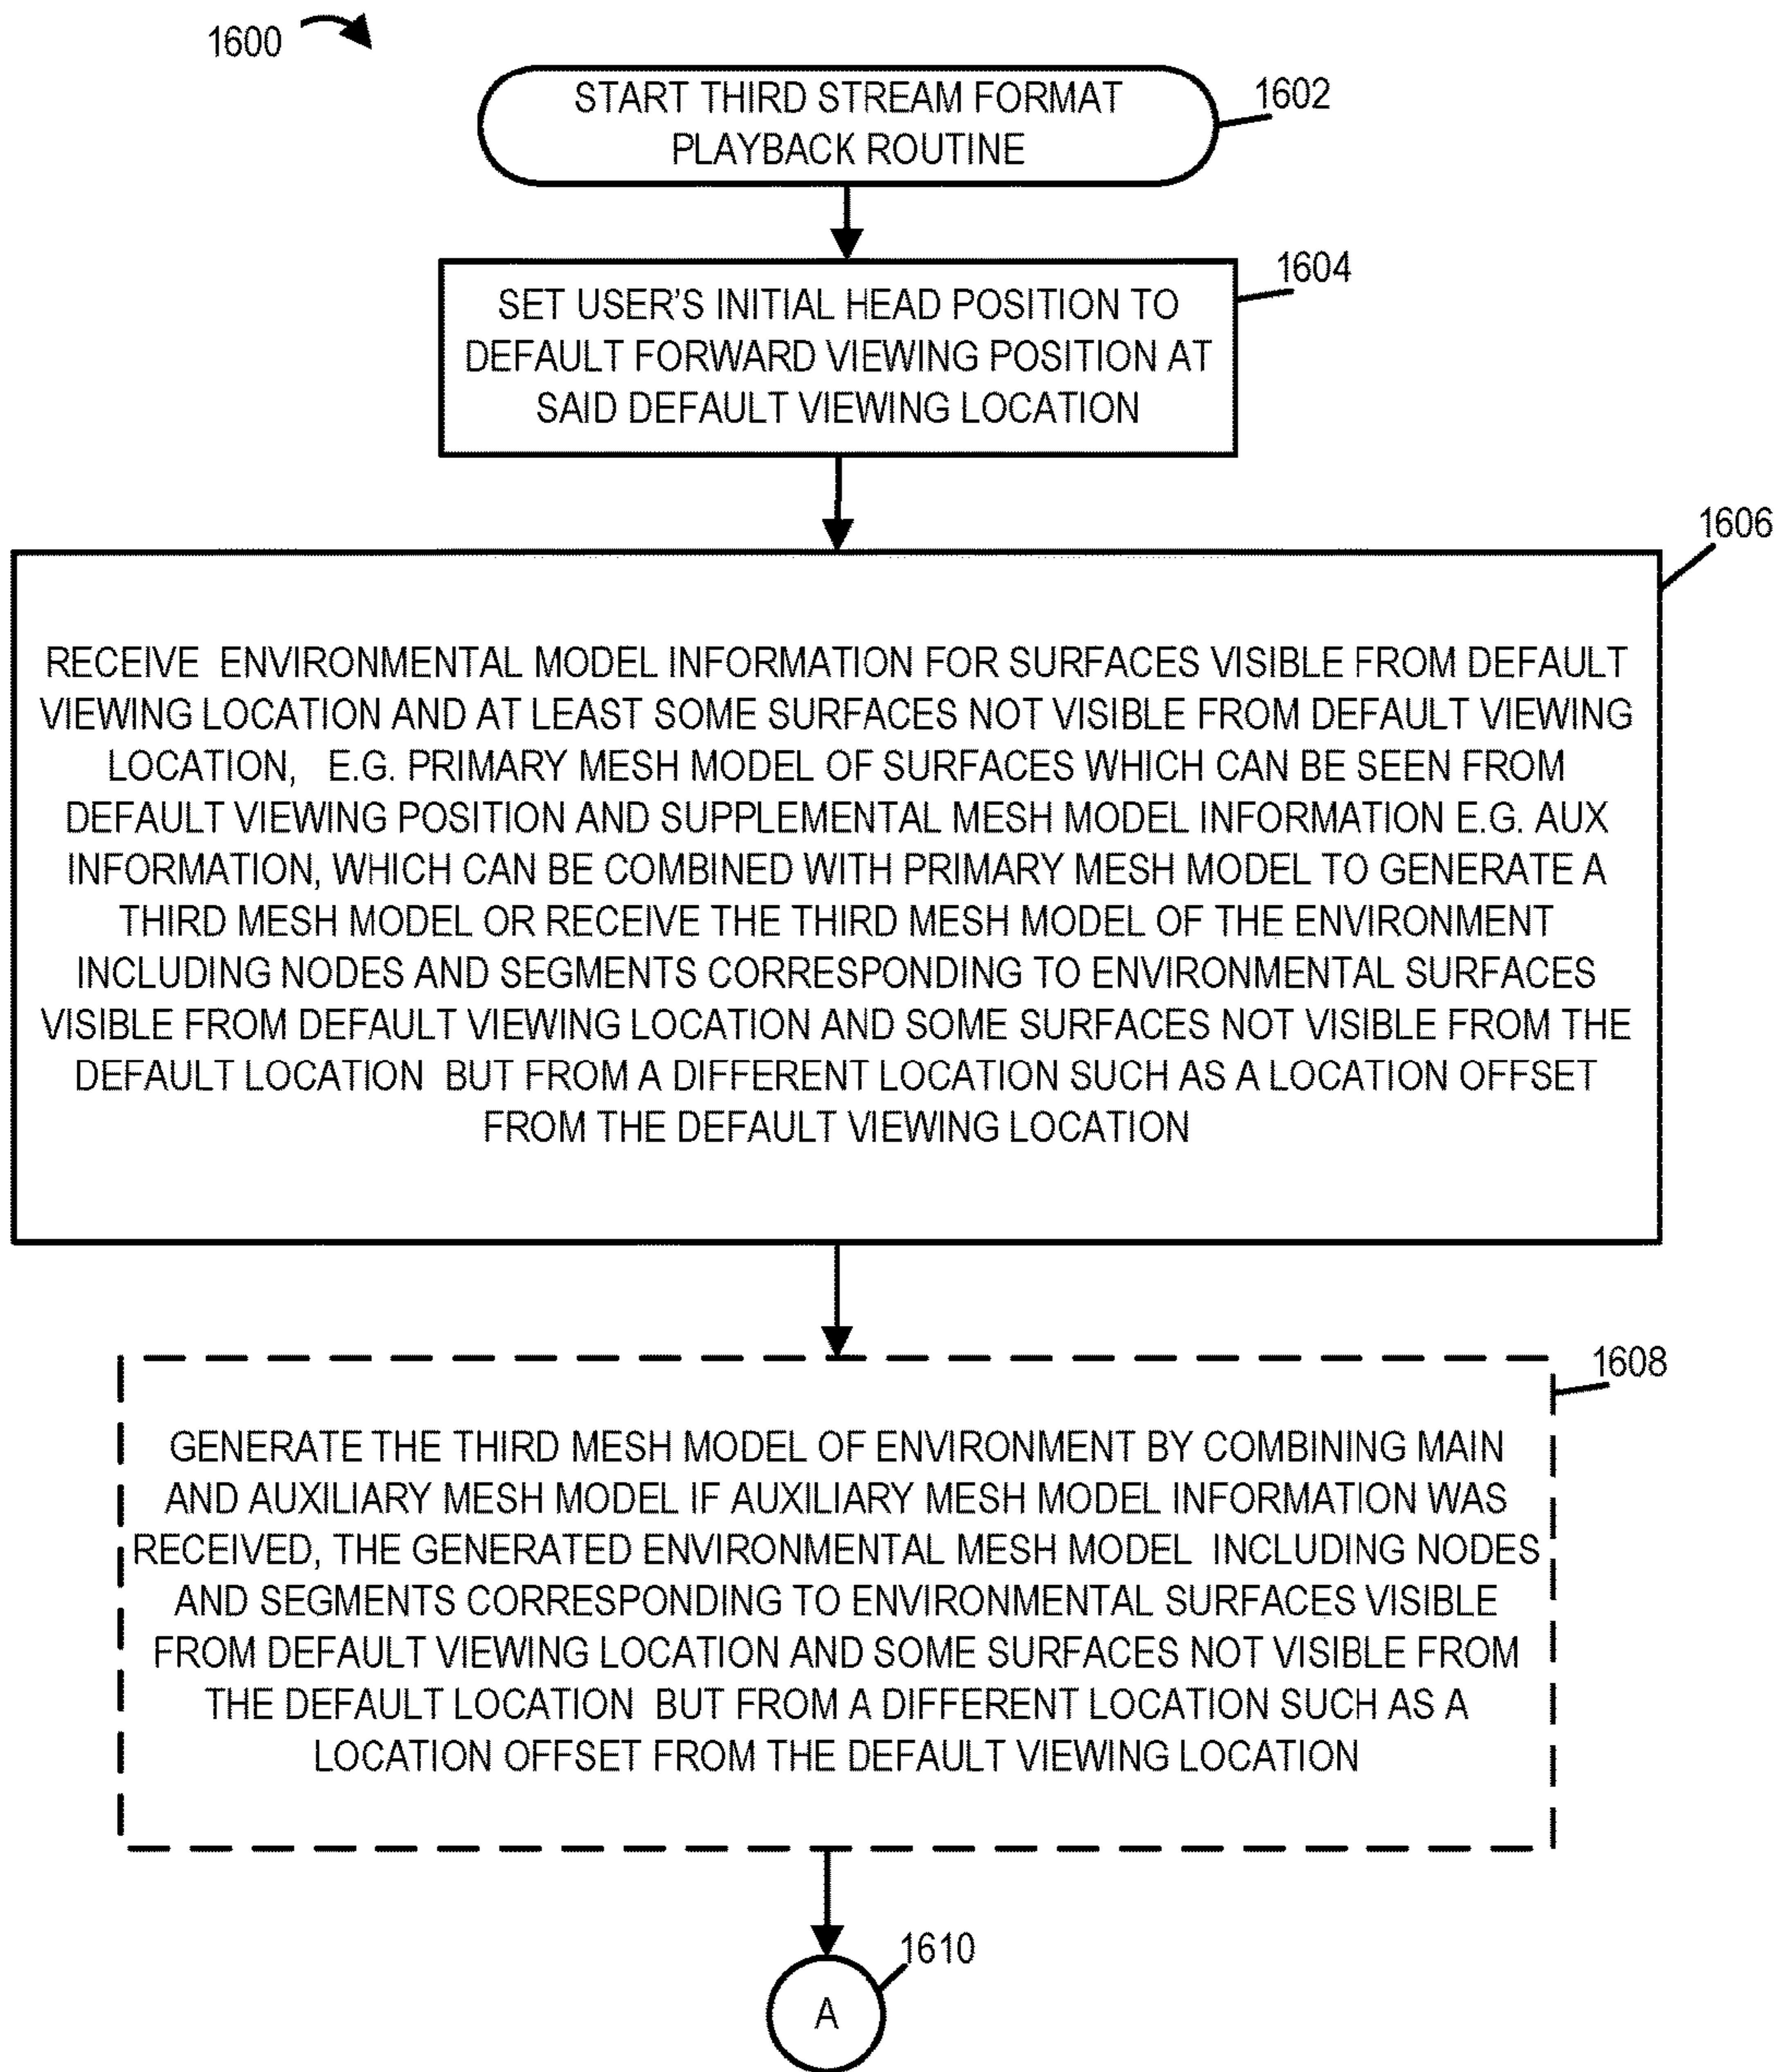 1600
START THIRD STREAM FORMAT
PLAYBACK ROUTINE
1602
SET USER'S INITIAL HEAD POSITION TO
DEFAULT FORWARD VIEWING POSITION AT
SAID DEFAULT VIEWING LOCATION
1604
1606
RECEIVE ENVIRONMENTAL MODEL INFORMATION FOR SURFACES VISIBLE FROM DEFAULT
VIEWING LOCATION AND AT LEAST SOME SURFACES NOT VISIBLE FROM DEFAULT VIEWING
LOCATION, E.G. PRIMARY MESH MODEL OF SURFACES WHICH CAN BE SEEN FROM
DEFAULT VIEWING POSITION AND SUPPLEMENTAL MESH MODEL INFORMATION E.G. AUX
INFORMATION, WHICH CAN BE COMBINED WITH PRIMARY MESH MODEL TO GENERATE A
THIRD MESH MODEL OR RECEIVE THE THIRD MESH MODEL OF THE ENVIRONMENT
INCLUDING NODES AND SEGMENTS CORRESPONDING TO ENVIRONMENTAL SURFACES
VISIBLE FROM DEFAULT VIEWING LOCATION AND SOME SURFACES NOT VISIBLE FROM THE
DEFAULT LOCATION BUT FROM A DIFFERENT LOCATION SUCH AS A LOCATION OFFSET
FROM THE DEFAULT VIEWING LOCATION
1608
GENERATE THE THIRD MESH MODEL OF ENVIRONMENT BY COMBINING MAIN
AND AUXILIARY MESH MODEL IF AUXILIARY MESH MODEL INFORMATION WAS
RECEIVED, THE GENERATED ENVIRONMENTAL MESH MODEL INCLUDING NODES
AND SEGMENTS CORRESPONDING TO ENVIRONMENTAL SURFACES VISIBLE
FROM DEFAULT VIEWING LOCATION AND SOME SURFACES NOT VISIBLE FROM
THE DEFAULT LOCATION BUT FROM A DIFFERENT LOCATION SUCH AS A
LOCATION OFFSET FROM THE DEFAULT VIEWING LOCATION
1610
A